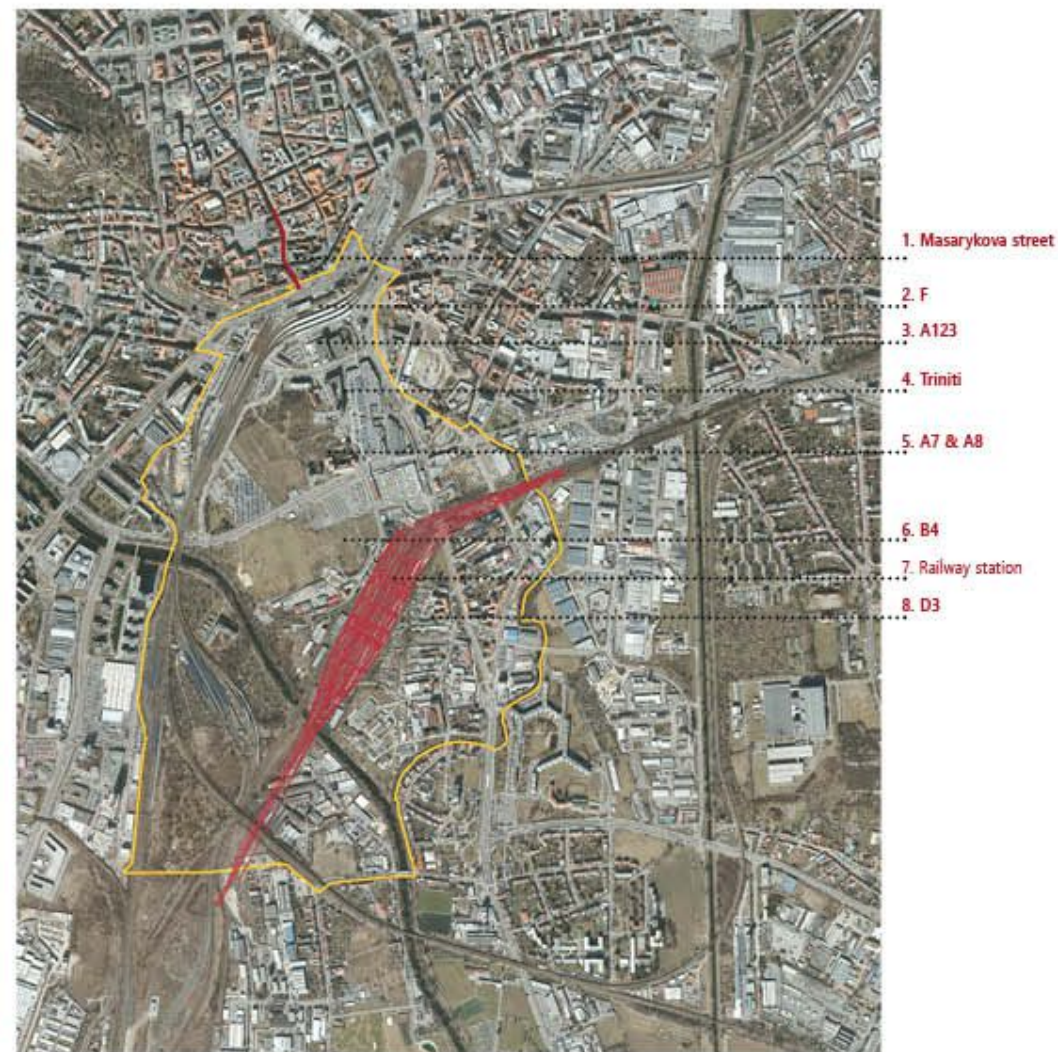 1. Masarykova street
2. F
3. A123
4. Triniti
5. A7 & A8
6. B4
7. Railway station
8. D3